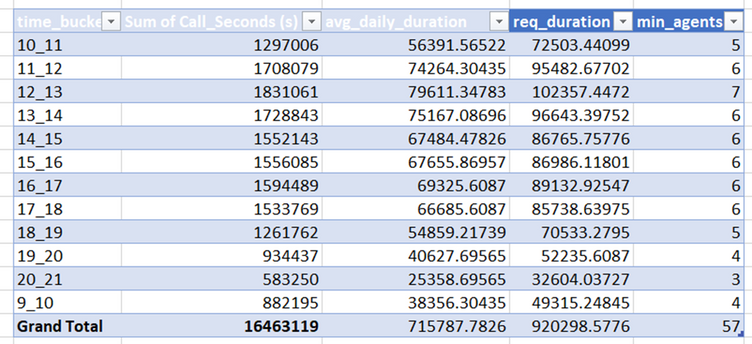 time_bucke Sum of Call_Seconds (s) avg_daily_duration req_duration min_agents
10_11 1297006 56391.56522 72503.44099 5
11_12 1708079 74264.30435 95482.67702 6
12_13 1831061 79611.34783 102357.4472 7
13_14 1728843 75167.08696 96643.39752 6
14_15 1552143 67484.47826 86765.75776 6
15_16 1556085 67655.86957 86986.11801 6
16_17 1594489 69325.6087 89132.92547 6
17_18 1533769 66685.6087 85738.63975 6
18_19 1261762 54859.21739 70533.2795 5
19_20 934437 40627.69565 52235.6087 4
20_21 583250 25358.69565 32604.03727 3
9_10 882195 38356.30435 49315.24845 4
Grand Total 16463119 715787.7826 920298.5776 57